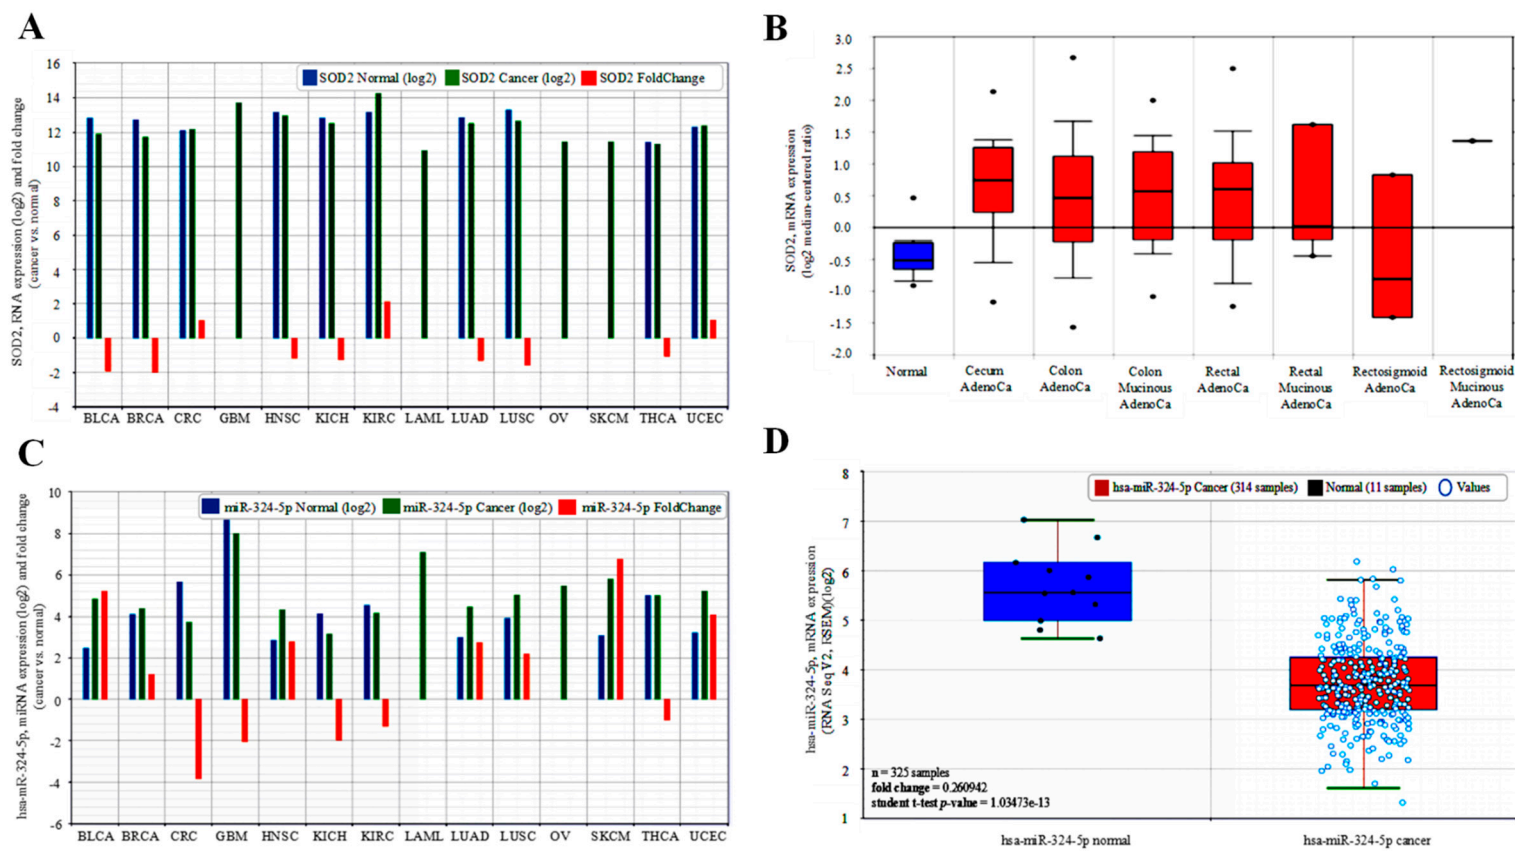 A
SOD2, RNA expression (log2) and fold change
(cancer vs. normal)
16
14
12
10
8
6
4
2
0
-2
-4
SOD2 Normal (log2) SOD2 Cancer (log2) SOD2 FoldChange
BLCA BRCA CRC GBM HNSC KICH KIRC LAML LUAD LUSC OV SKCM THCA UCEC
B
SOD2, mRNA expression
(log2 median-centered ratio)
3.0
2.5
2.0
1.5
1.0
0.5
0.0
-0.5
-1.0
-1.5
-2.0
Normal Cecum Colon Colon Rectal Rectal Rectosigmoid Rectosigmoid
AdenoCa AdenoCa Mucinous AdenoCa Mucinous AdenoCa Mucinous
AdenoCa AdenoCa AdenoCa
C
hsa-miR-324-5p, miRNA expression (log2) and fold change
(cancer vs. normal)
10
8
6
4
2
0
-2
-4
-6
miR-324-5p Normal (log2) miR-324-5p Cancer (log2) miR-324-5p FoldChange
BLCA BRCA CRC GBM HNSC KICH KIRC LAML LUAD LUSC OV SKCM THCA UCEC
D
hsa-miR-324-5p, mRNA expression
(RNA Seq V2, RSEM)(log2)
8
7
6
5
4
3
2
1
hsa-miR-324-5p Cancer (314 samples) Normal (11 samples) Values
n = 325 samples
fold change = 0.260942
student t-test p-value = 1.03473e-13
hsa-miR-324-5p normal hsa-miR-324-5p cancer